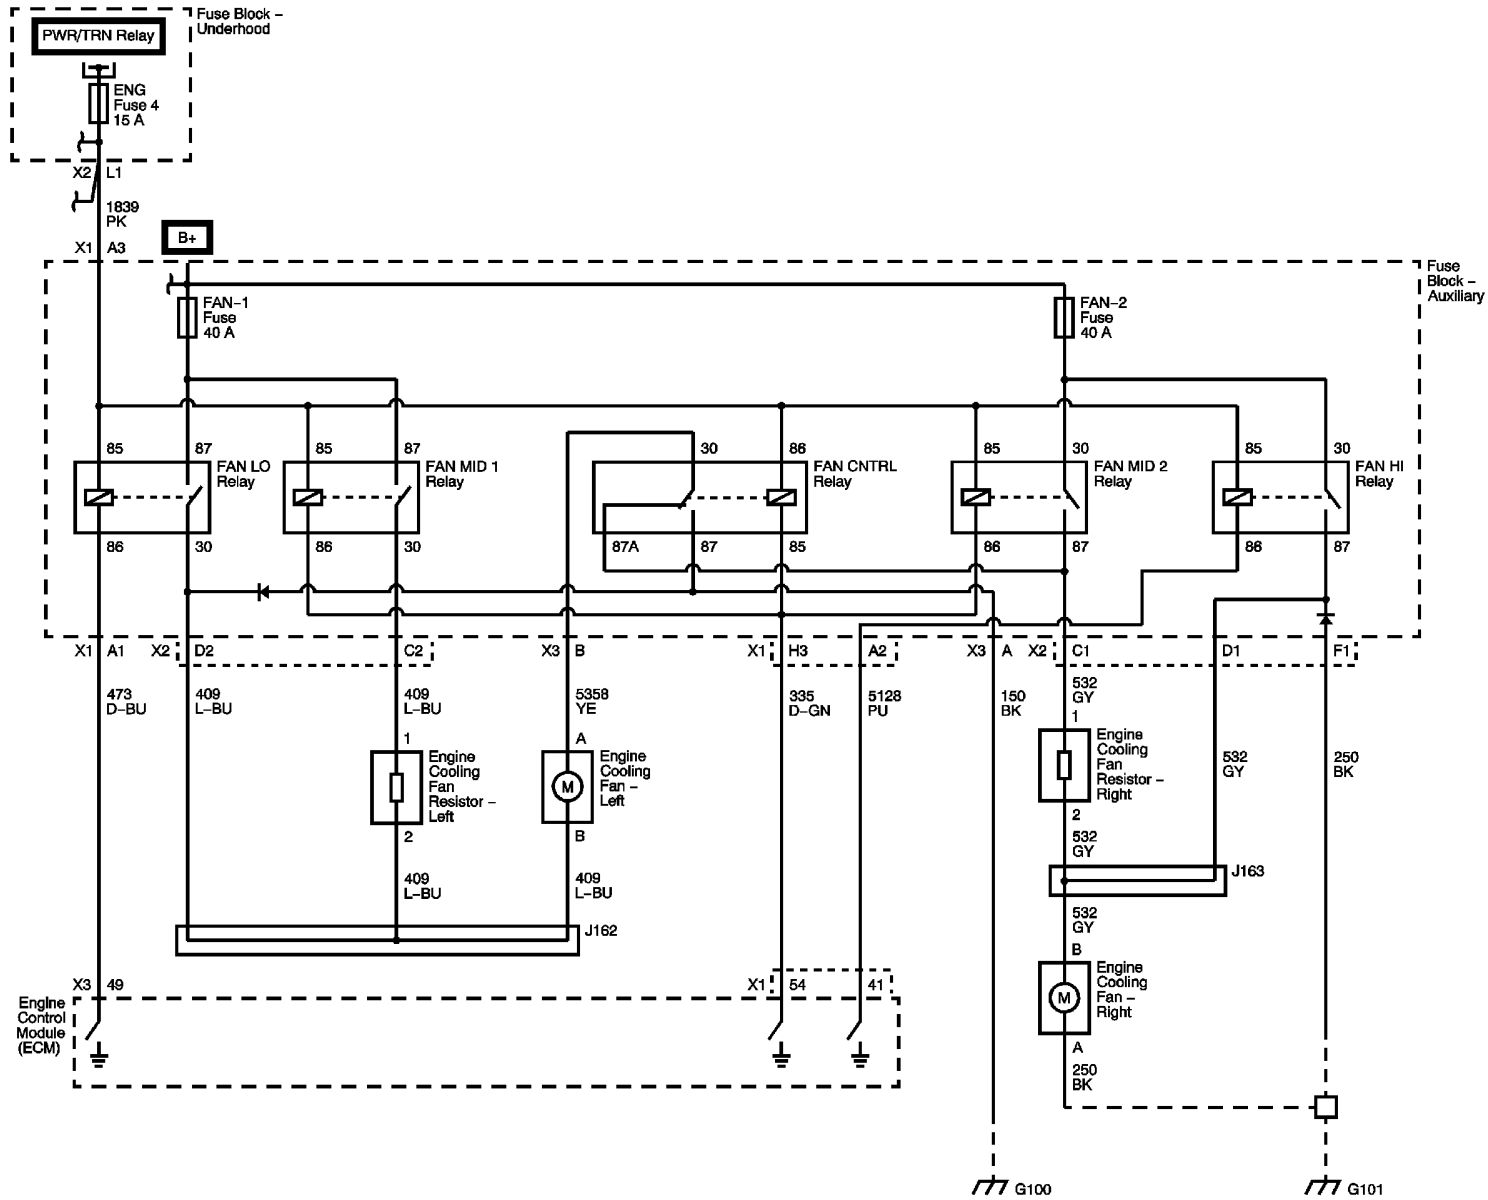 Fuse Block –
Underhood
PWR/TRN Relay
ENG
Fuse 4
15 A
X2 L1
1839
PK
X1 A3
B+
Fuse
Block –
Auxiliary
FAN–1
Fuse
40 A
FAN–2
Fuse
40 A
85 87
FAN LO
Relay
86 30
85 87
FAN MID 1
Relay
86 30
30 86
FAN CNTRL
Relay
87A 87 85
85 30
FAN MID 2
Relay
86 87
85 30
FAN HI
Relay
86 87
X1 A1 X2 D2 C2 X3 B X1 H3 A2 X3 A X2 C1 D1 F1
473
D–BU
409
L–BU
409
L–BU
5358
YE
335
D–GN
5128
PU
150
BK
532
GY
1
Engine
Cooling
Fan
Resistor –
Left
2
A
Engine
Cooling
Fan –
Left
M
B
1
Engine
Cooling
Fan
Resistor –
Right
2
532
GY
250
BK
532
GY
J163
409
L–BU
409
L–BU
J162
532
GY
B
Engine
Cooling
Fan –
Right
M
A
250
BK
X3 49
X1 54 41
Engine
Control
Module
(ECM)
G100
G101